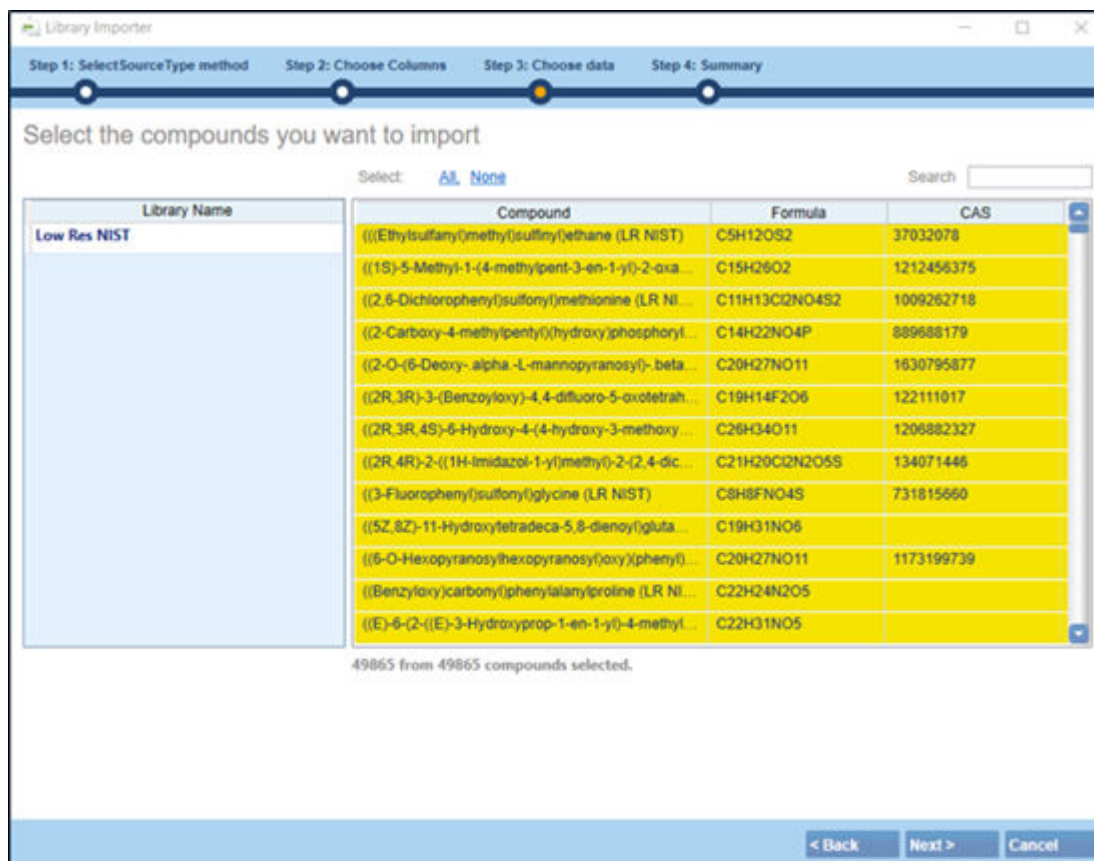 Library Importer
Step 1: SelectSourceType method Step 2: Choose Columns Step 3: Choose data Step 4: Summary
Select the compounds you want to import
Select: All, None Search
Library Name
Low Res NIST
Compound Formula CAS
(((Ethylsulfanyl)methyl)sulfinyl)ethane (LR NIST) C5H12OS2 37032078
((1S)-5-Methyl-1-(4-methylpent-3-en-1-yl)-2-oxa... C15H26O2 1212456375
((2,6-Dichlorophenyl)sulfonyl)methionine (LR NI... C11H13Cl2NO4S2 1009262718
((2-Carboxy-4-methylpentyl)(hydroxy)phosphoryl... C14H22NO4P 889688179
((2-O-(6-Deoxy-.alpha.-L-mannopyranosyl)-.beta... C20H27NO11 1630795877
((2R,3R)-3-(Benzoyloxy)-4,4-difluoro-5-oxotetrah... C19H14F2O6 122111017
((2R,3R,4S)-6-Hydroxy-4-(4-hydroxy-3-methoxy... C26H34O11 1206882327
((2R,4R)-2-((1H-Imidazol-1-yl)methyl)-2-(2,4-dic... C21H20Cl2N2O5S 134071446
((3-Fluorophenyl)sulfonyl)glycine (LR NIST) C8H8FNO4S 731815660
((5Z,8Z)-11-Hydroxytetradeca-5,8-dienoyl)gluta... C19H31NO6
((6-O-Hexopyranosylhexopyranosyl)oxy)(phenyl)... C20H27NO11 1173199739
((Benzyloxy)carbonyl)phenylalanylproline (LR NI... C22H24N2O5
((E)-6-(2-((E)-3-Hydroxyprop-1-en-1-yl)-4-methyl... C22H31NO5
49865 from 49865 compounds selected.
< Back Next > Cancel